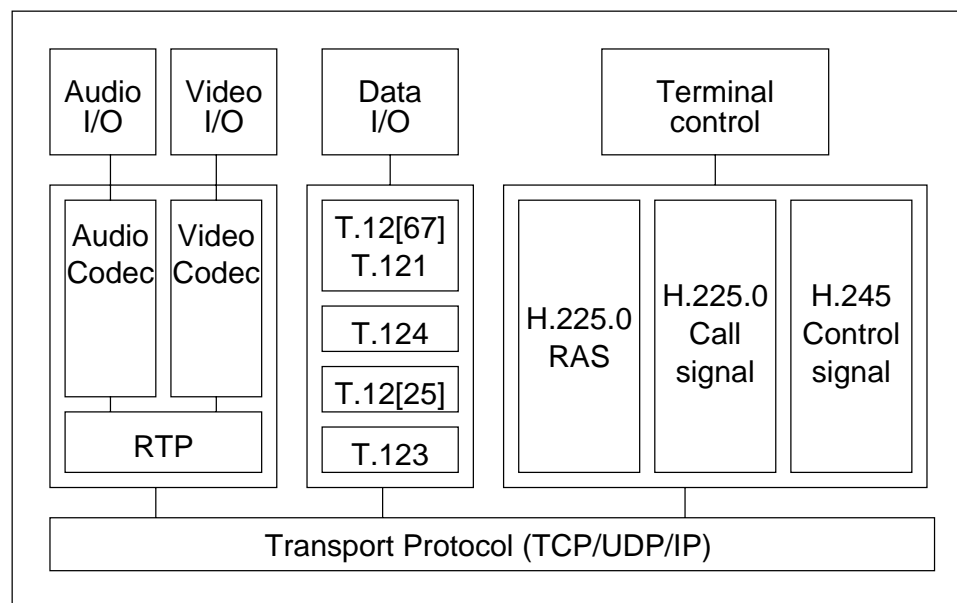 Audio
I/O
Video
I/O
Data
I/O
Terminal
control
Audio
Codec
Video
Codec
RTP
T.12[67]
T.121
T.124
T.12[25]
T.123
H.225.0
RAS
H.225.0
Call
signal
H.245
Control
signal
Transport Protocol (TCP/UDP/IP)